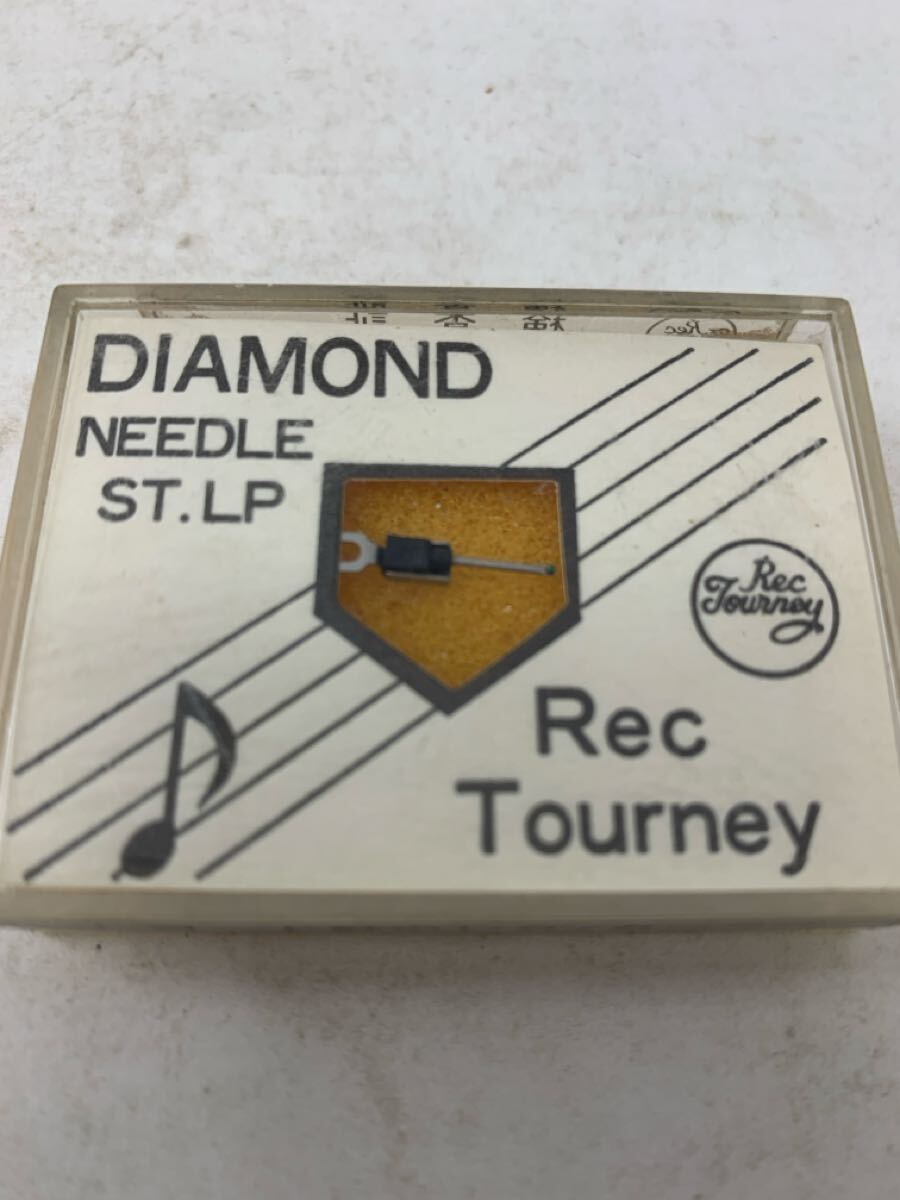 DIAMOND
NEEDLE
ST.LP
Rec
Tourney
Rec
Tourney